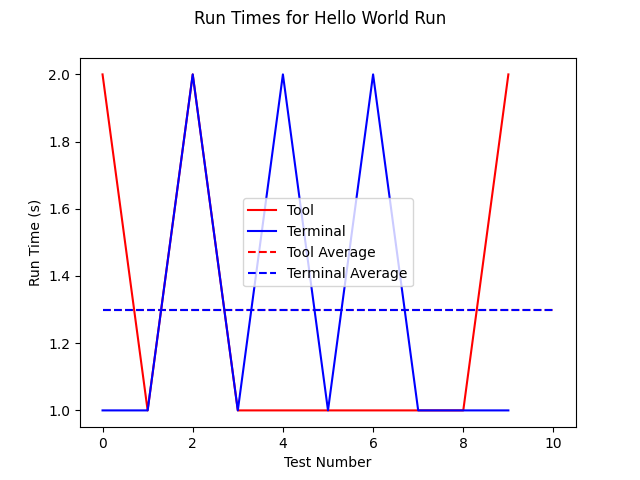 Run Times for Hello World Run
2.0
1.8
1.6
1.4
1.2
1.0
Run Time (s)
Tool
Terminal
Tool Average
Terminal Average
0 2 4 6 8 10
Test Number